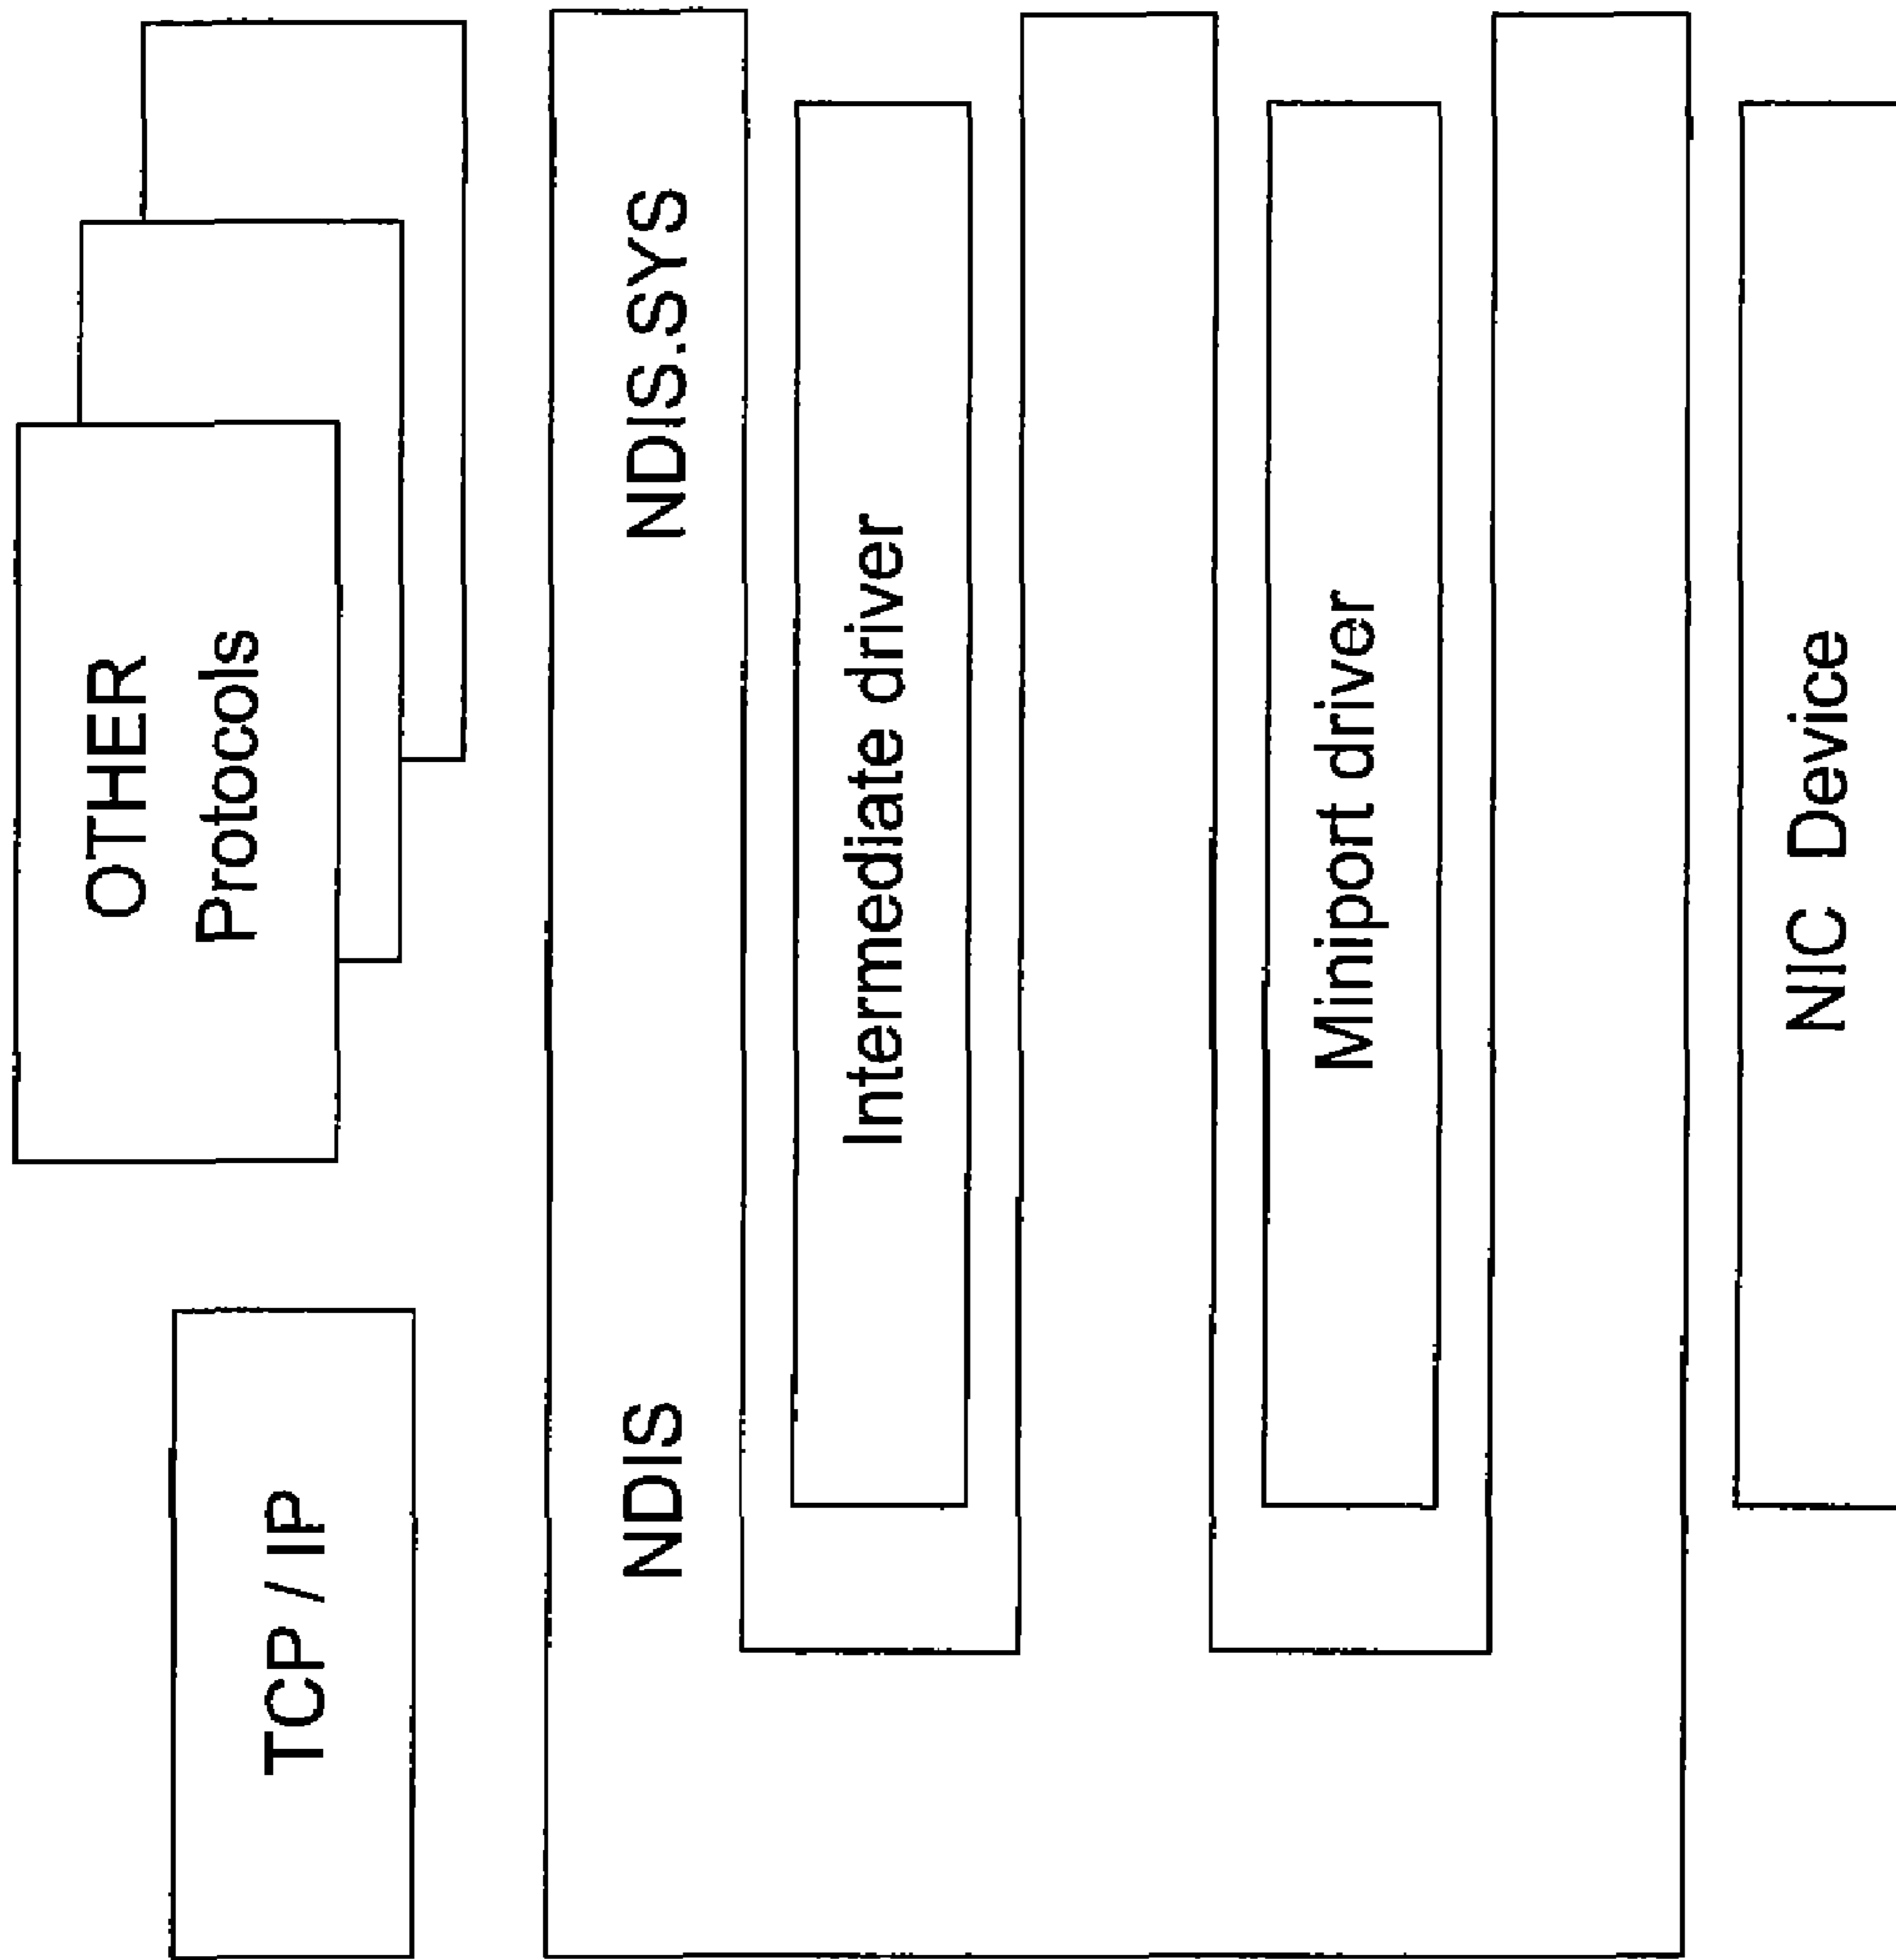 TCP / IP
OTHER
Protocols
NDIS
NDIS.SYS
Intermediate driver
Miniport driver
NIC Device